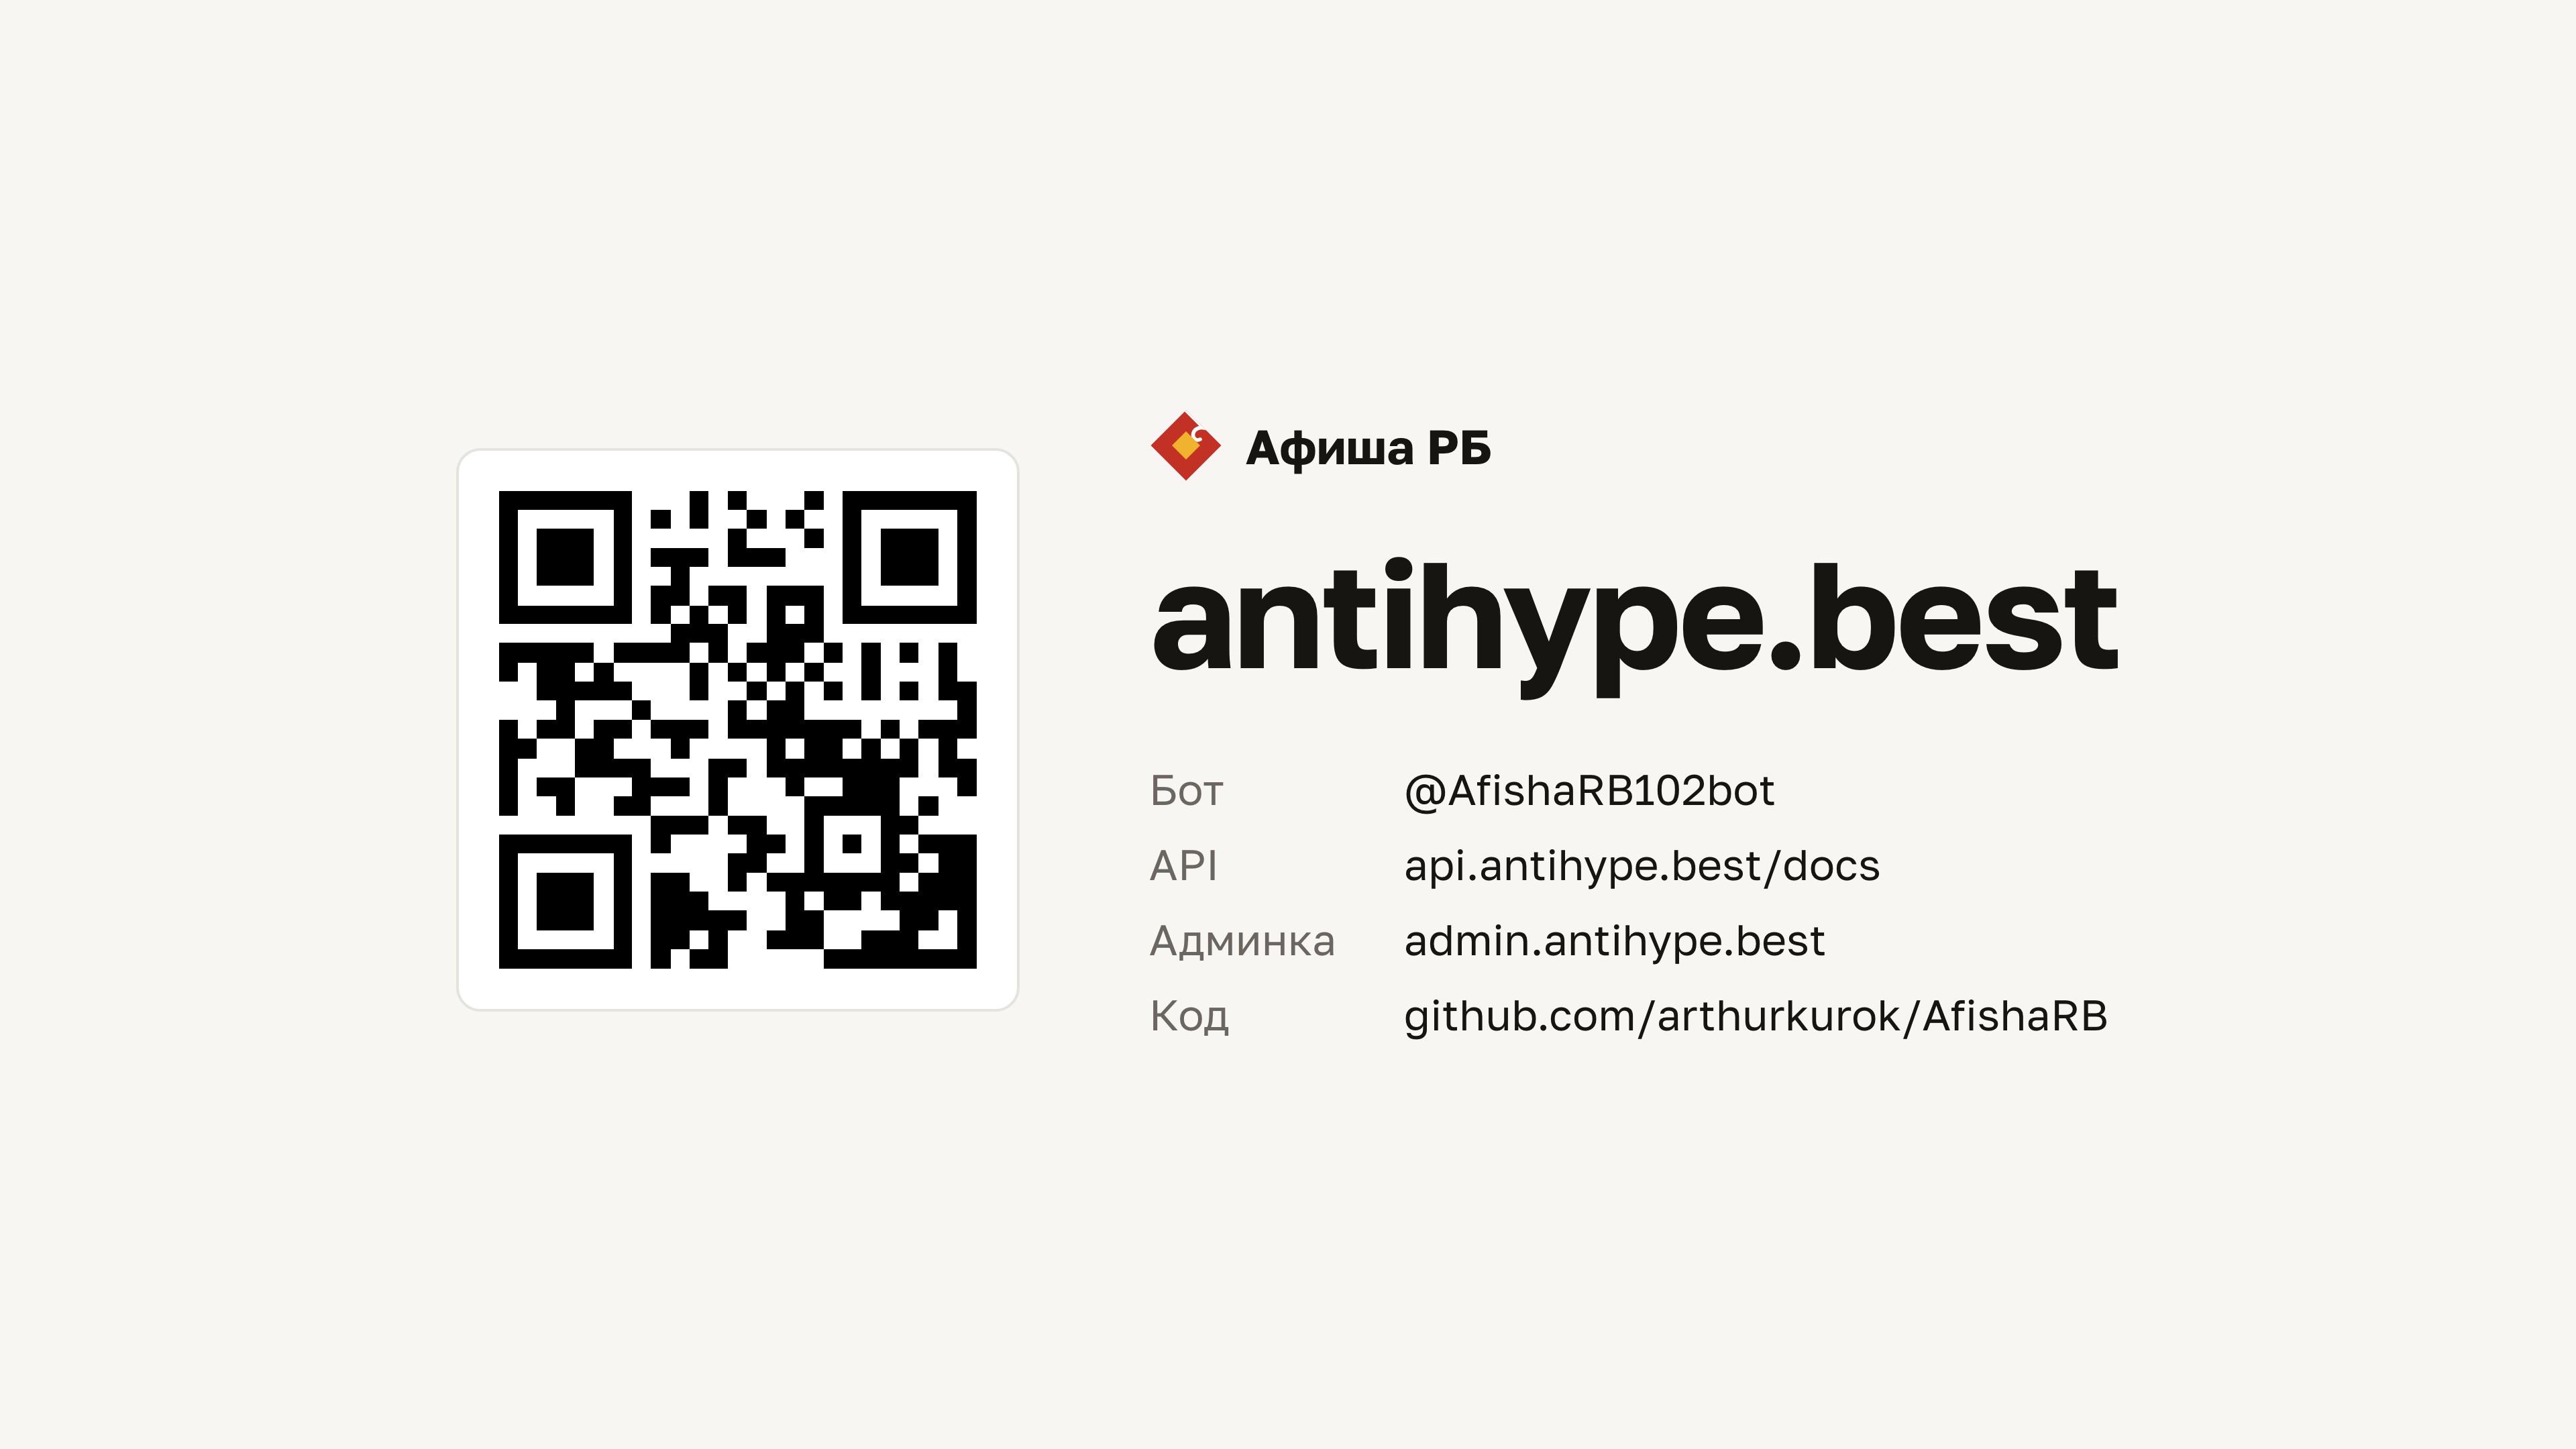 Афиша РБ
antihype.best
Бот @AfishaRB102bot
API api.antihype.best/docs
Админка admin.antihype.best
Код github.com/arthurkurok/AfishaRB